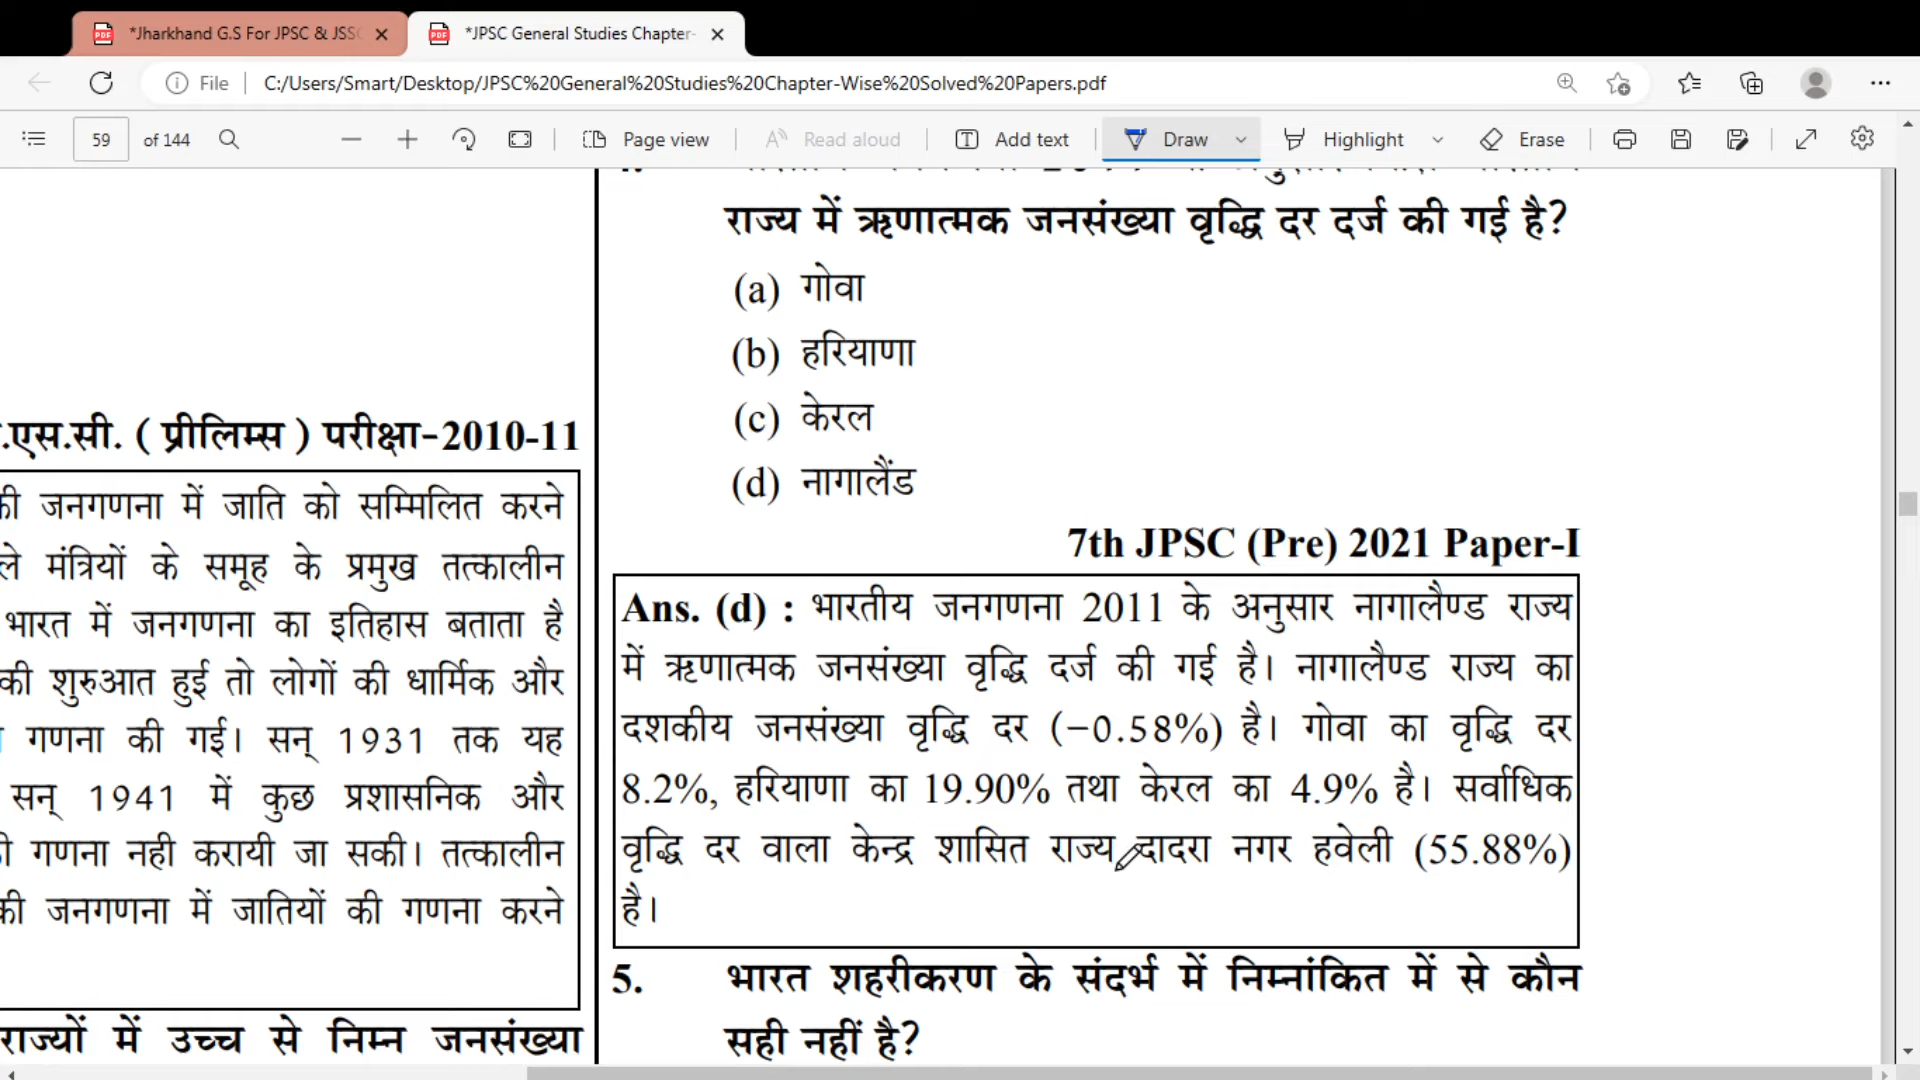 *Jharkhand G.S For JPSC & JSSC
*JPSC General Studies Chapter-
File
C:/Users/Smart/Desktop/JPSC%20General%20Studies%20Chapter-Wise%20Solved%20Papers.pdf
59 of 144
Page view
Read aloud
Add text
Draw
Highlight
Erase
.एस.सी. ( प्रीलिम्स ) परीक्षा-2010-11
की जनगणना में जाति को सम्मिलित करने
ले मंत्रियों के समूह के प्रमुख तत्कालीन
भारत में जनगणना का इतिहास बताता है
की शुरुआत हुई तो लोगों की धार्मिक और
गणना की गई। सन् 1931 तक यह
सन् 1941 में कुछ प्रशासनिक और
गणना नही करायी जा सकी। तत्कालीन
की जनगणना में जातियों की गणना करने
राज्यों में उच्च से निम्न जनसंख्या
राज्य में ऋणात्मक जनसंख्या वृद्धि दर दर्ज की गई है?
(a) गोवा
(b) हरियाणा
(c) केरल
(d) नागालैंड
7th JPSC (Pre) 2021 Paper-I
Ans. (d) : भारतीय जनगणना 2011 के अनुसार नागालैण्ड राज्य
में ऋणात्मक जनसंख्या वृद्धि दर्ज की गई है। नागालैण्ड राज्य का
दशकीय जनसंख्या वृद्धि दर (−0.58%) है। गोवा का वृद्धि दर
8.2%, हरियाणा का 19.90% तथा केरल का 4.9% है। सर्वाधिक
वृद्धि दर वाला केन्द्र शासित राज्य दादरा नगर हवेली (55.88%)
है।
5. भारत शहरीकरण के संदर्भ में निम्नांकित में से कौन
सही नहीं है?